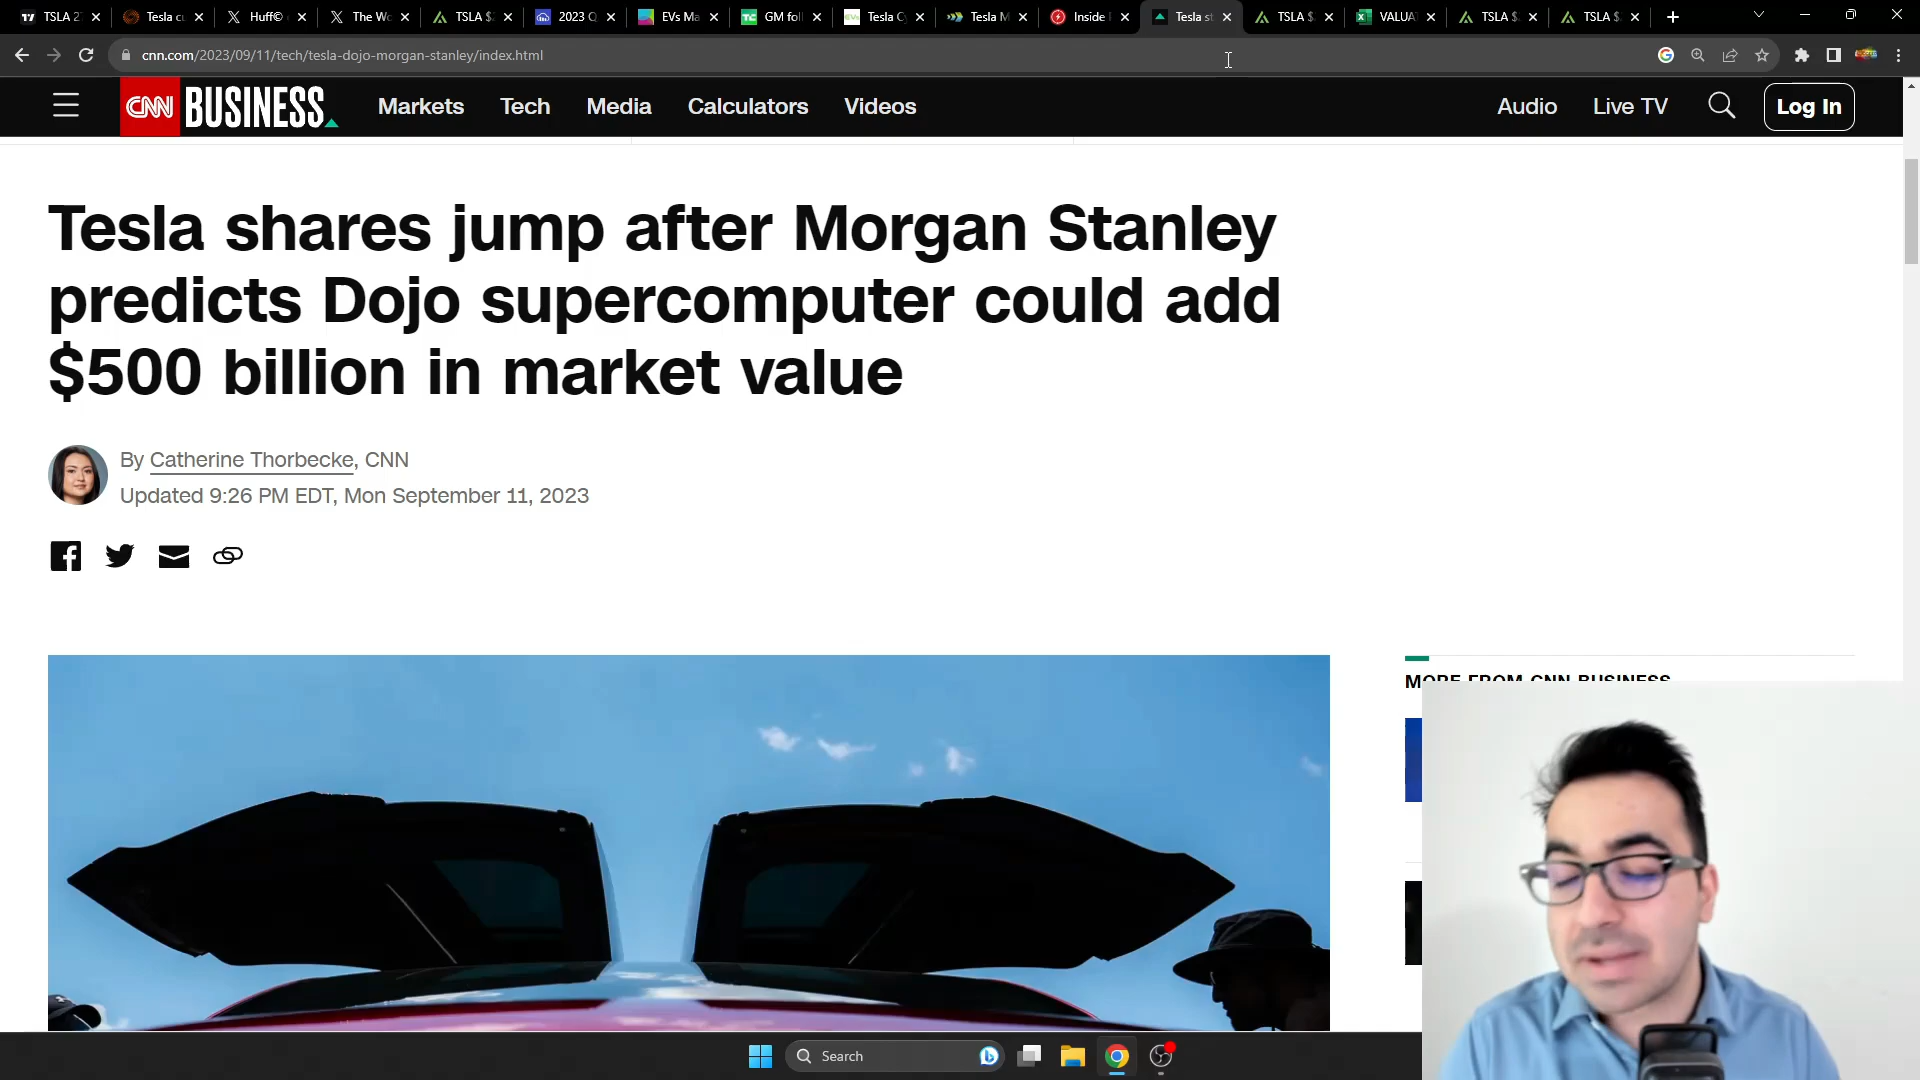 TSLA 2
Tesla c
Huff©
The Wo
TSLA $
2023 Q
EVs Ma
GM fol
Tesla C
Tesla M
Inside
Tesla st
TSLA $
VALUA
TSLA $
TSLA $
cnn.com/2023/09/11/tech/tesla-dojo-morgan-stanley/index.html
CNN BUSINESS Markets Tech Media Calculators Videos Audio Live TV Log In
Tesla shares jump after Morgan Stanley
predicts Dojo supercomputer could add
$500 billion in market value
By Catherine Thorbecke, CNN
Updated 9:26 PM EDT, Mon September 11, 2023
MORE FROM CNN BUSINESS
Search